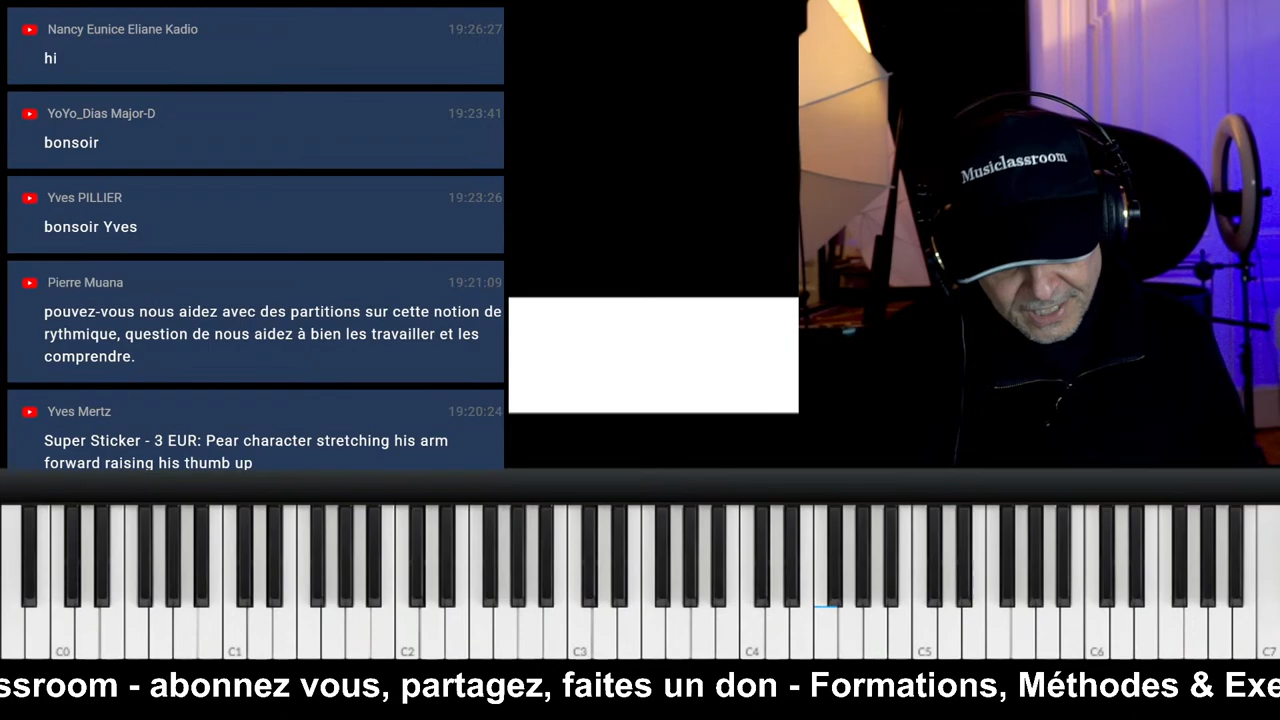 Nancy Eunice Eliane Kadio 19:26:27
hi
YoYo_Dias Major-D 19:23:41
bonsoir
Yves PILLIER 19:23:26
bonsoir Yves
Pierre Muana 19:21:09
pouvez-vous nous aidez avec des partitions sur cette notion de
rythmique, question de nous aidez à bien les travailler et les
comprendre.
Yves Mertz 19:20:24
Super Sticker - 3 EUR: Pear character stretching his arm
forward raising his thumb up
Musiclassroom
C0 C1 C2 C3 C4 C5 C6 C7
ssroom - abonnez vous, partagez, faites un don - Formations, Méthodes & Exe